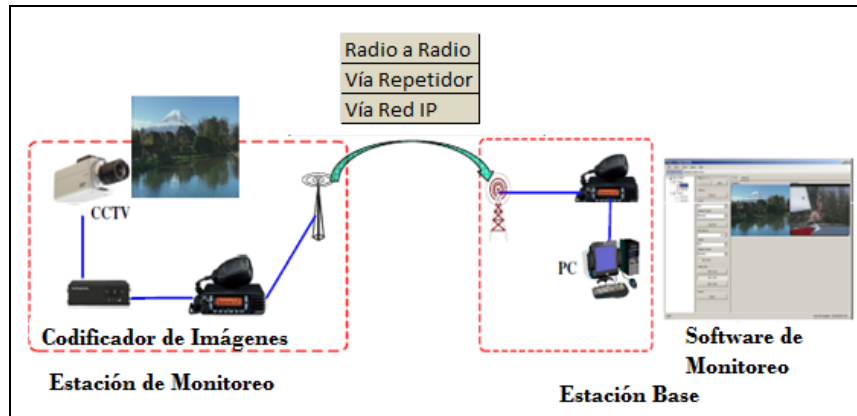 Radio a Radio
Vía Repetidor
Vía Red IP
CCTV
Codificador de Imágenes
Estación de Monitoreo
PC
Estación Base
Software de
Monitoreo